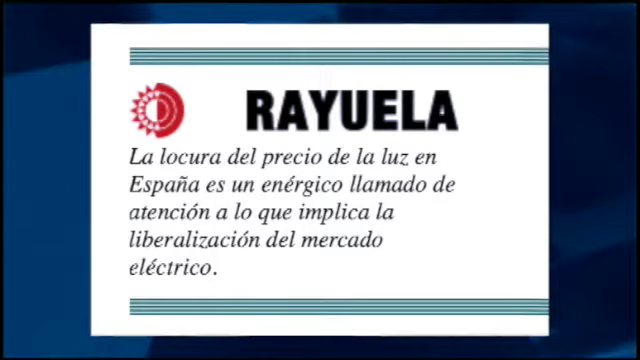 RAYUELA
La locura del precio de la luz en
España es un enérgico llamado de
atención a lo que implica la
liberalización del mercado
eléctrico.